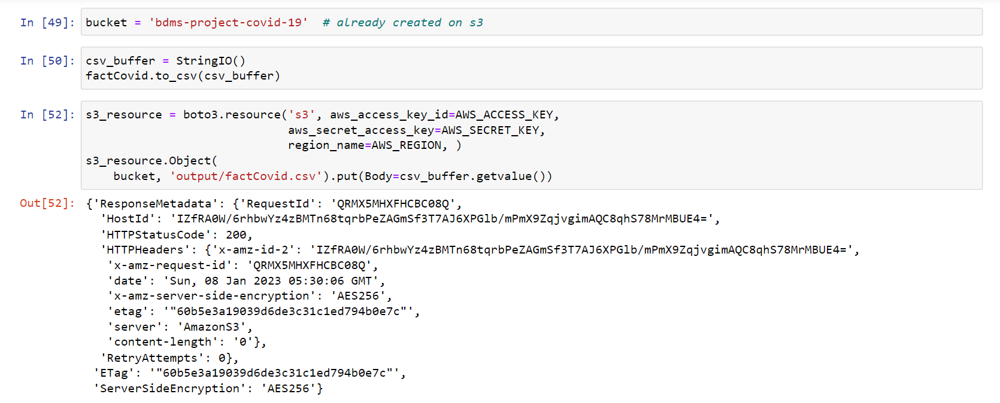 In [49]: bucket = 'bdms-project-covid-19'  # already created on s3
In [50]: csv_buffer = StringIO()
factCovid.to_csv(csv_buffer)
In [52]: s3_resource = boto3.resource('s3', aws_access_key_id=AWS_ACCESS_KEY,
aws_secret_access_key=AWS_SECRET_KEY,
region_name=AWS_REGION, )
s3_resource.Object(
bucket, 'output/factCovid.csv').put(Body=csv_buffer.getvalue())
Out[52]: {'ResponseMetadata': {'RequestId': 'QRMX5MHXFHCBC08Q',
'HostId': 'IZfRA0W/6rhbwYz4zBMTn68tqrbPeZAGmSf3T7AJ6XPGlb/mPmX9ZqjvgimAQC8qhS78MrMBUE4=',
'HTTPStatusCode': 200,
'HTTPHeaders': {'x-amz-id-2': 'IZfRA0W/6rhbwYz4zBMTn68tqrbPeZAGmSf3T7AJ6XPGlb/mPmX9ZqjvgimAQC8qhS78MrMBUE4=',
'x-amz-request-id': 'QRMX5MHXFHCBC08Q',
'date': 'Sun, 08 Jan 2023 05:30:06 GMT',
'x-amz-server-side-encryption': 'AES256',
'etag': '"60b5e3a19039d6de3c31c1ed794b0e7c"',
'server': 'AmazonS3',
'content-length': '0'},
'RetryAttempts': 0},
'ETag': '"60b5e3a19039d6de3c31c1ed794b0e7c"',
'ServerSideEncryption': 'AES256'}